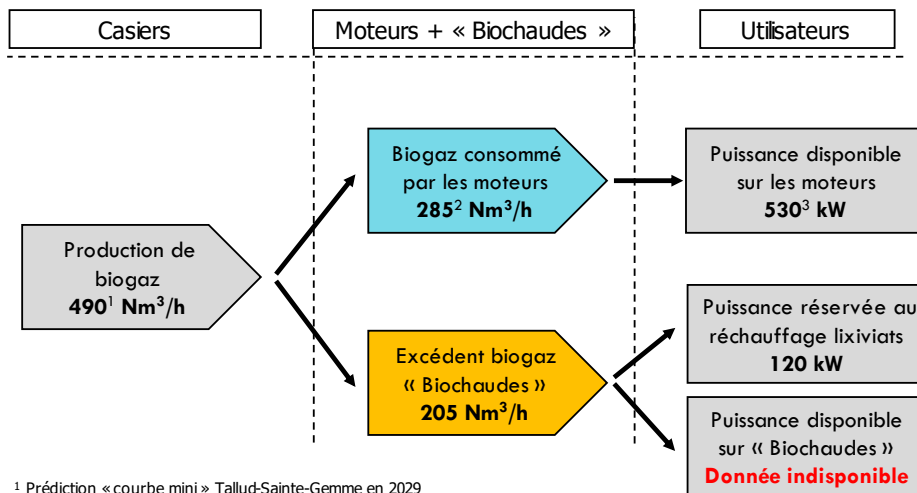 Casiers
Moteurs + « Biochaudes »
Utilisateurs
Biogaz consommé
par les moteurs
285² Nm³/h
Puissance disponible
sur les moteurs
530³ kW
Production de
biogaz
490¹ Nm³/h
Excédent biogaz
« Biochaudes »
205 Nm³/h
Puissance réservée au
réchauffage lixiviats
120 kW
Puissance disponible
sur « Biochaudes »
Donnée indisponible
¹ Prédiction « courbe mini » Tallud-Sainte-Gemme en 2029